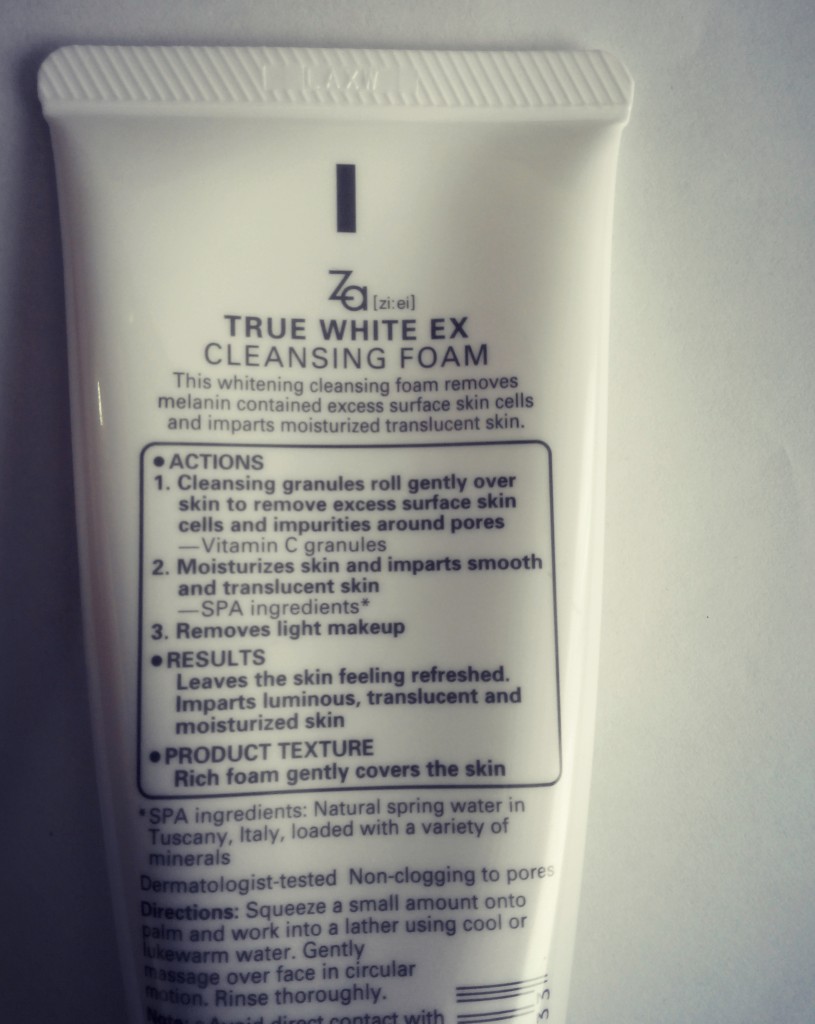 Za [zi:ei]
TRUE WHITE EX
CLEANSING FOAM
This whitening cleansing foam removes
melanin contained excess surface skin cells
and imparts moisturized translucent skin.
• ACTIONS
1. Cleansing granules roll gently over
skin to remove excess surface skin
cells and impurities around pores
—Vitamin C granules
2. Moisturizes skin and imparts smooth
and translucent skin
—SPA ingredients*
3. Removes light makeup
• RESULTS
Leaves the skin feeling refreshed.
Imparts luminous, translucent and
moisturized skin
• PRODUCT TEXTURE
Rich foam gently covers the skin
*SPA ingredients: Natural spring water in
Tuscany, Italy, loaded with a variety of
minerals
Dermatologist-tested Non-clogging to pores
Directions: Squeeze a small amount onto
palm and work into a lather using cool or
lukewarm water. Gently
massage over face in circular
motion. Rinse thoroughly.
Note: • Avoid direct contact with